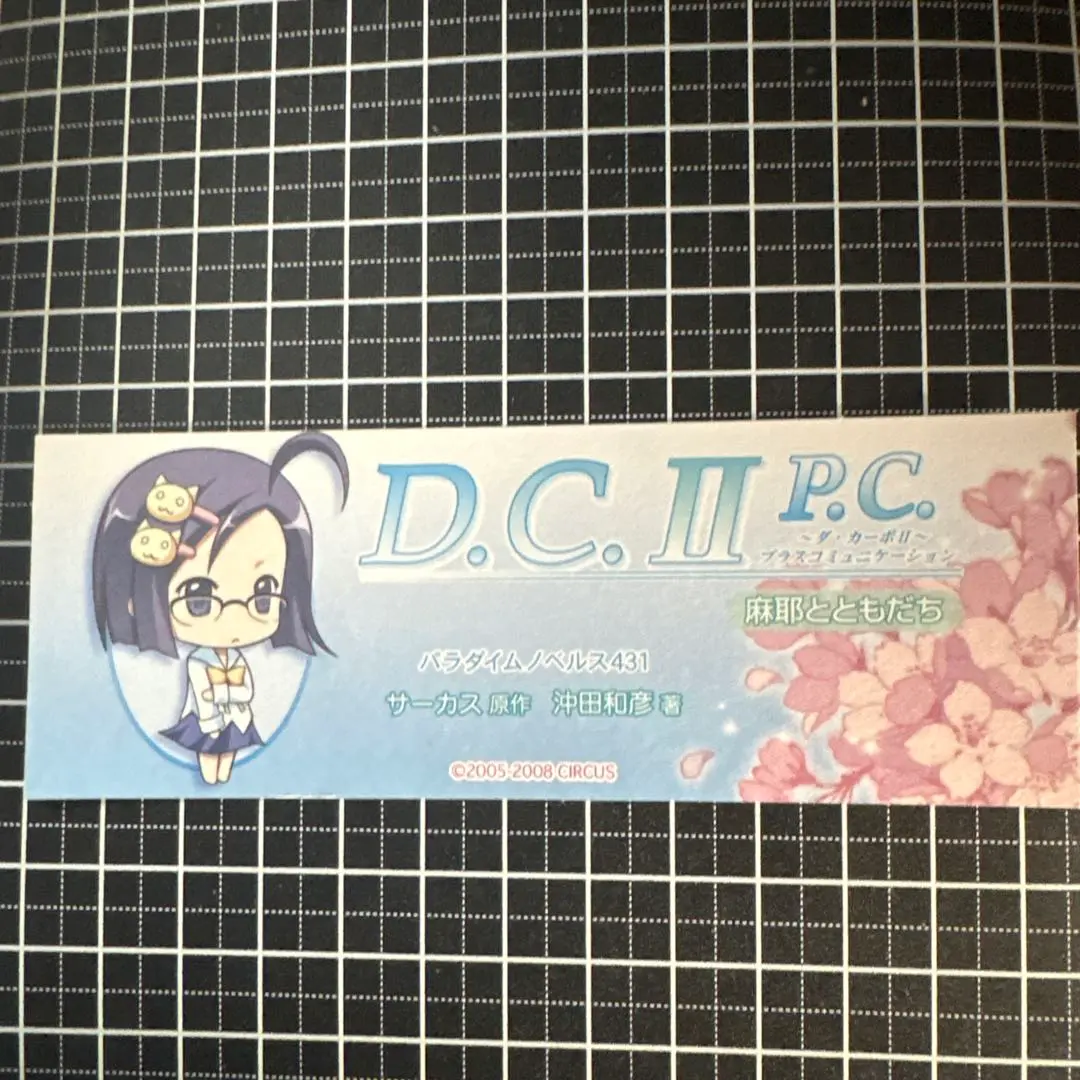 D.C.II P.C.
～ダ・カーポII～
プラスコミュニケーション
麻耶とともだち
パラダイムノベルス431
サーカス 原作 沖田和彦 著
©2005-2008 CIRCUS